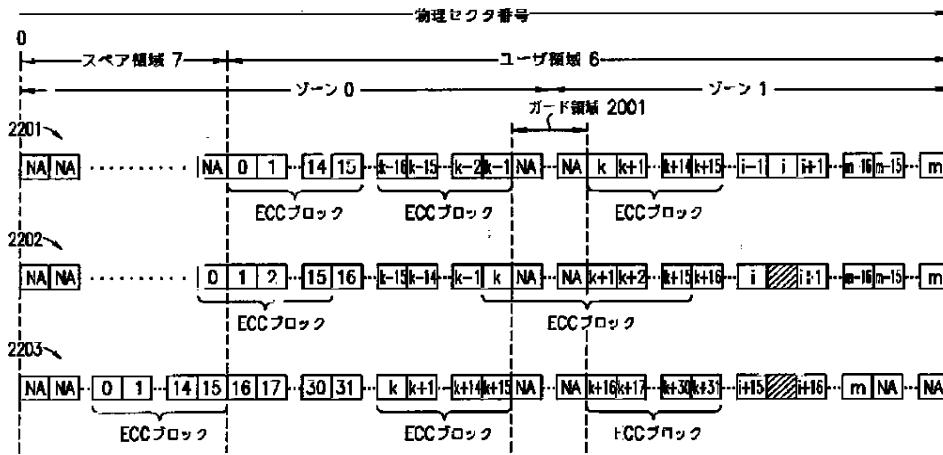 物理セクタ番号
0
スペア領域 7 ユーザ領域 6
ゾーン 0 ゾーン 1
ガード領域 2001
2201
NA NA ········· NA 0 1 ··· 14 15 ··· k-16 k-15 ··· k-2 k-1 NA ··· NA k k+1 ··· k+14 k+15 ··· i-1 i i+1 ··· m-16 m-15 ··· m
ECCブロック ECCブロック ECCブロック
2202
NA NA ········· 0 1 2 ··· 15 16 ··· k-15 k-14 ··· k-1 k NA ··· NA k+1 k+2 ··· k+15 k+16 ··· i i+1 ··· m-16 m-15 ··· m
ECCブロック ECCブロック
2203
NA NA ··· 0 1 ··· 14 15 16 17 ··· 30 31 ··· k k+1 ··· k+14 k+15 NA ··· NA k+16 k+17 ··· k+30 k+31 ··· i+15 i+16 ··· m NA ··· NA
ECCブロック ECCブロック ECCブロック